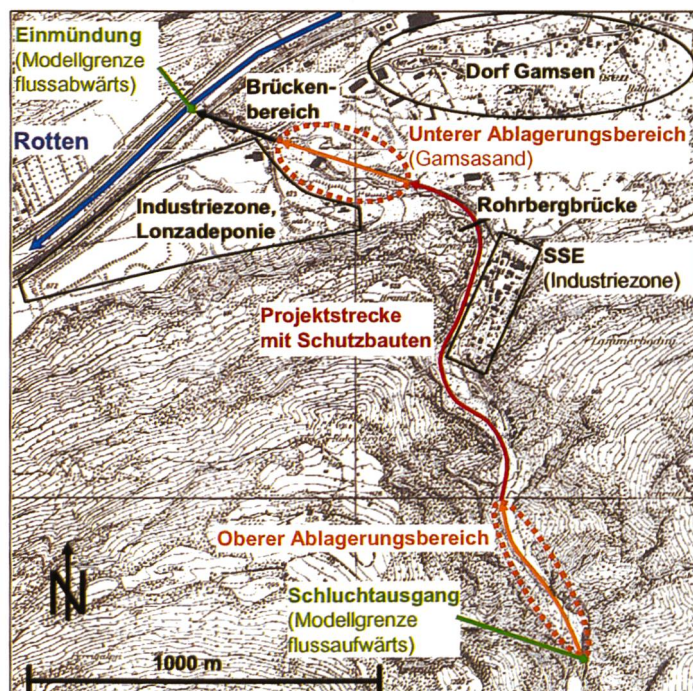 Einmündung
(Modellgrenze
flussabwärts)
Dorf Gamsen
Brücken-
bereich
Rotten
Unterer Ablagerungsbereich
(Gamsasand)
Industriezone,
Lonzadeponie
Rohrbergbrücke
SSE
(Industriezone)
Projektstrecke
mit Schutzbauten
Oberer Ablagerungsbereich
N
Schluchtausgang
(Modellgrenze
flussaufwärts)
1000 m